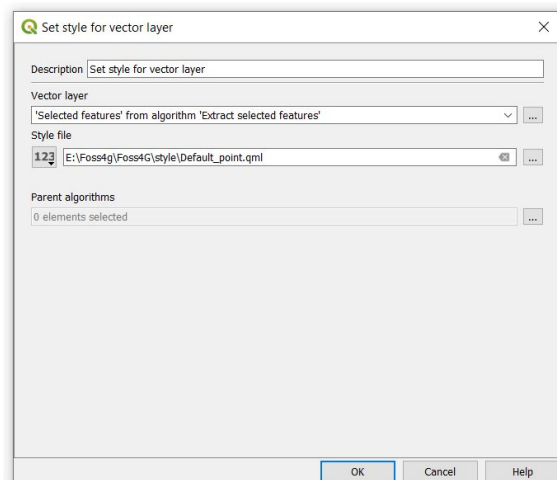 Set style for vector layer
Description Set style for vector layer
Vector layer
'Selected features' from algorithm 'Extract selected features'
...
Style file
123 E:\Foss4g\Foss4G\style\Default_point.qml
...
Parent algorithms
0 elements selected
...
OK Cancel Help